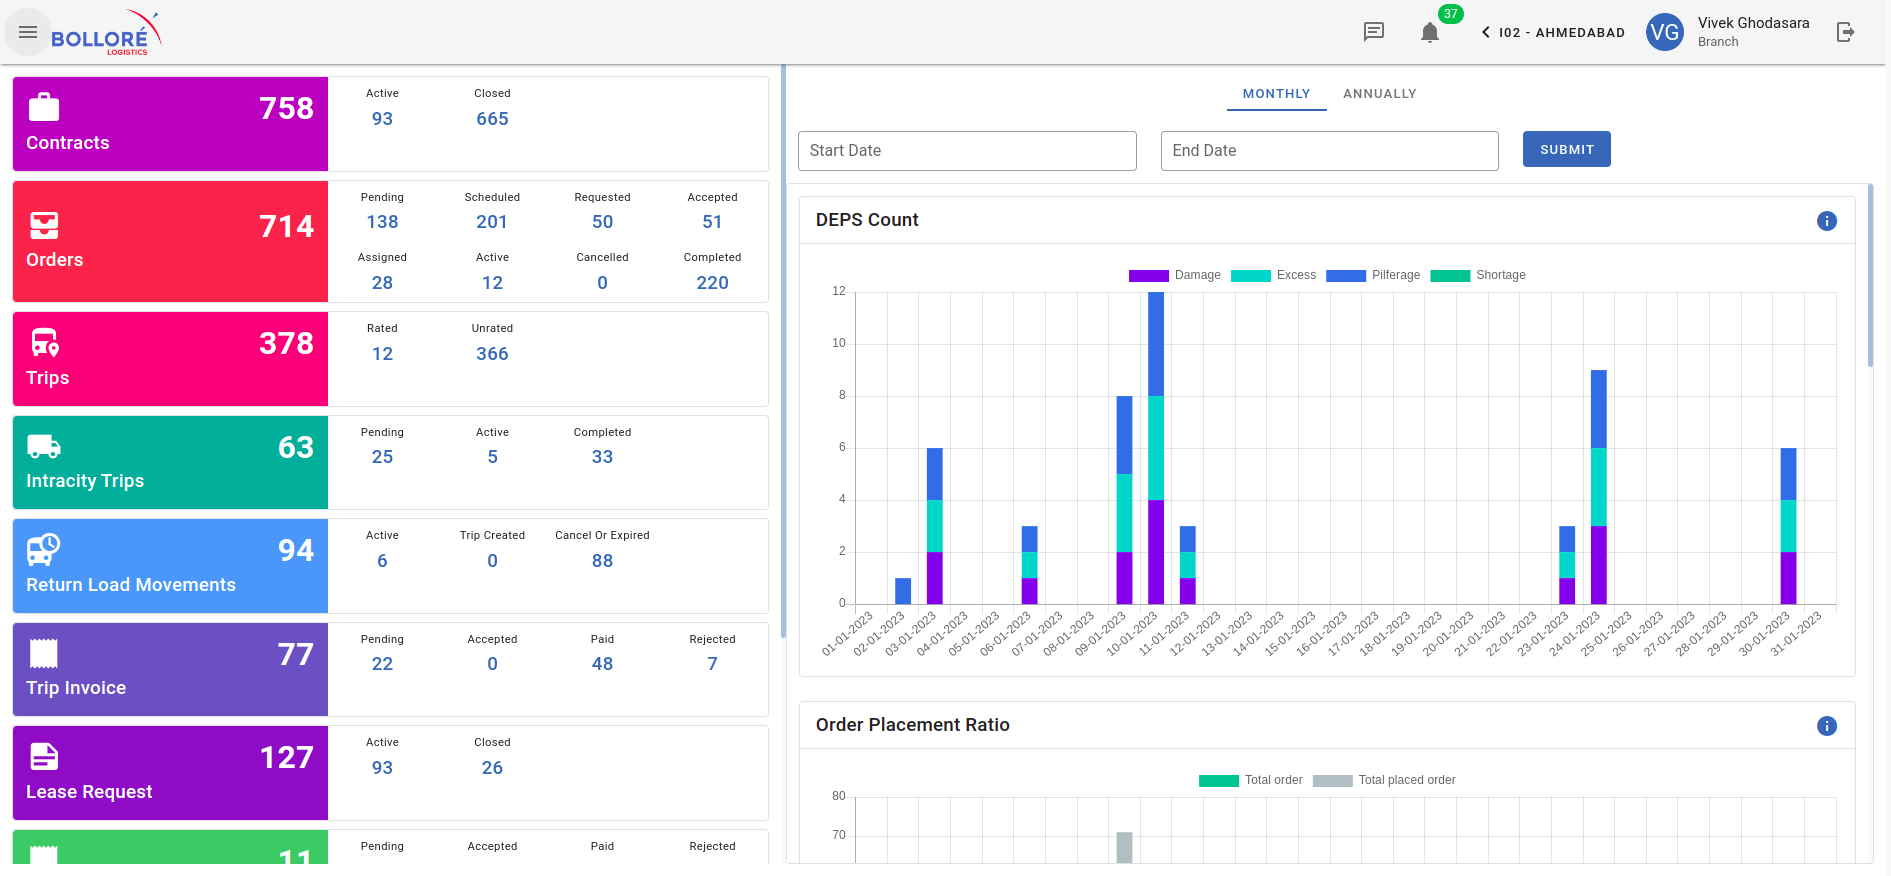 BOLLORÉ
LOGISTICS
37
I02 - AHMEDABAD
VG
Vivek Ghodasara
Branch
758
Contracts
Active Closed
93 665
714
Orders
Pending Scheduled Requested Accepted
138 201 50 51
Assigned Active Cancelled Completed
28 12 0 220
378
Trips
Rated Unrated
12 366
63
Intracity Trips
Pending Active Completed
25 5 33
94
Return Load Movements
Active Trip Created Cancel Or Expired
6 0 88
77
Trip Invoice
Pending Accepted Paid Rejected
22 0 48 7
127
Lease Request
Active Closed
93 26
11
Pending Accepted Paid Rejected
MONTHLY ANNUALLY
Start Date End Date SUBMIT
DEPS Count
Damage Excess Pilferage Shortage
12
10
8
6
4
2
0
01-01-2023 02-01-2023 03-01-2023 04-01-2023 05-01-2023 06-01-2023 07-01-2023 08-01-2023 09-01-2023 10-01-2023 11-01-2023 12-01-2023 13-01-2023 14-01-2023 15-01-2023 16-01-2023 17-01-2023 18-01-2023 19-01-2023 20-01-2023 21-01-2023 22-01-2023 23-01-2023 24-01-2023 25-01-2023 26-01-2023 27-01-2023 28-01-2023 29-01-2023 30-01-2023 31-01-2023
Order Placement Ratio
Total order Total placed order
80
70